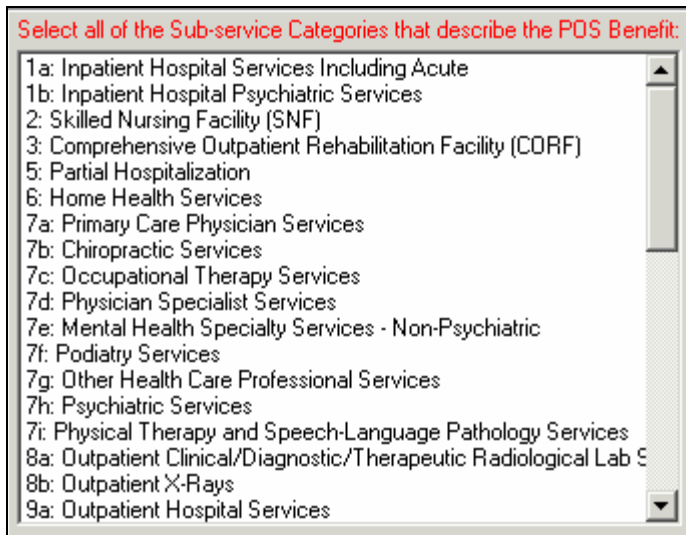 Select all of the Sub-service Categories that describe the POS Benefit:
1a: Inpatient Hospital Services Including Acute
1b: Inpatient Hospital Psychiatric Services
2: Skilled Nursing Facility (SNF)
3: Comprehensive Outpatient Rehabilitation Facility (CORF)
5: Partial Hospitalization
6: Home Health Services
7a: Primary Care Physician Services
7b: Chiropractic Services
7c: Occupational Therapy Services
7d: Physician Specialist Services
7e: Mental Health Specialty Services - Non-Psychiatric
7f: Podiatry Services
7g: Other Health Care Professional Services
7h: Psychiatric Services
7i: Physical Therapy and Speech-Language Pathology Services
8a: Outpatient Clinical/Diagnostic/Therapeutic Radiological Lab S
8b: Outpatient X-Rays
9a: Outpatient Hospital Services